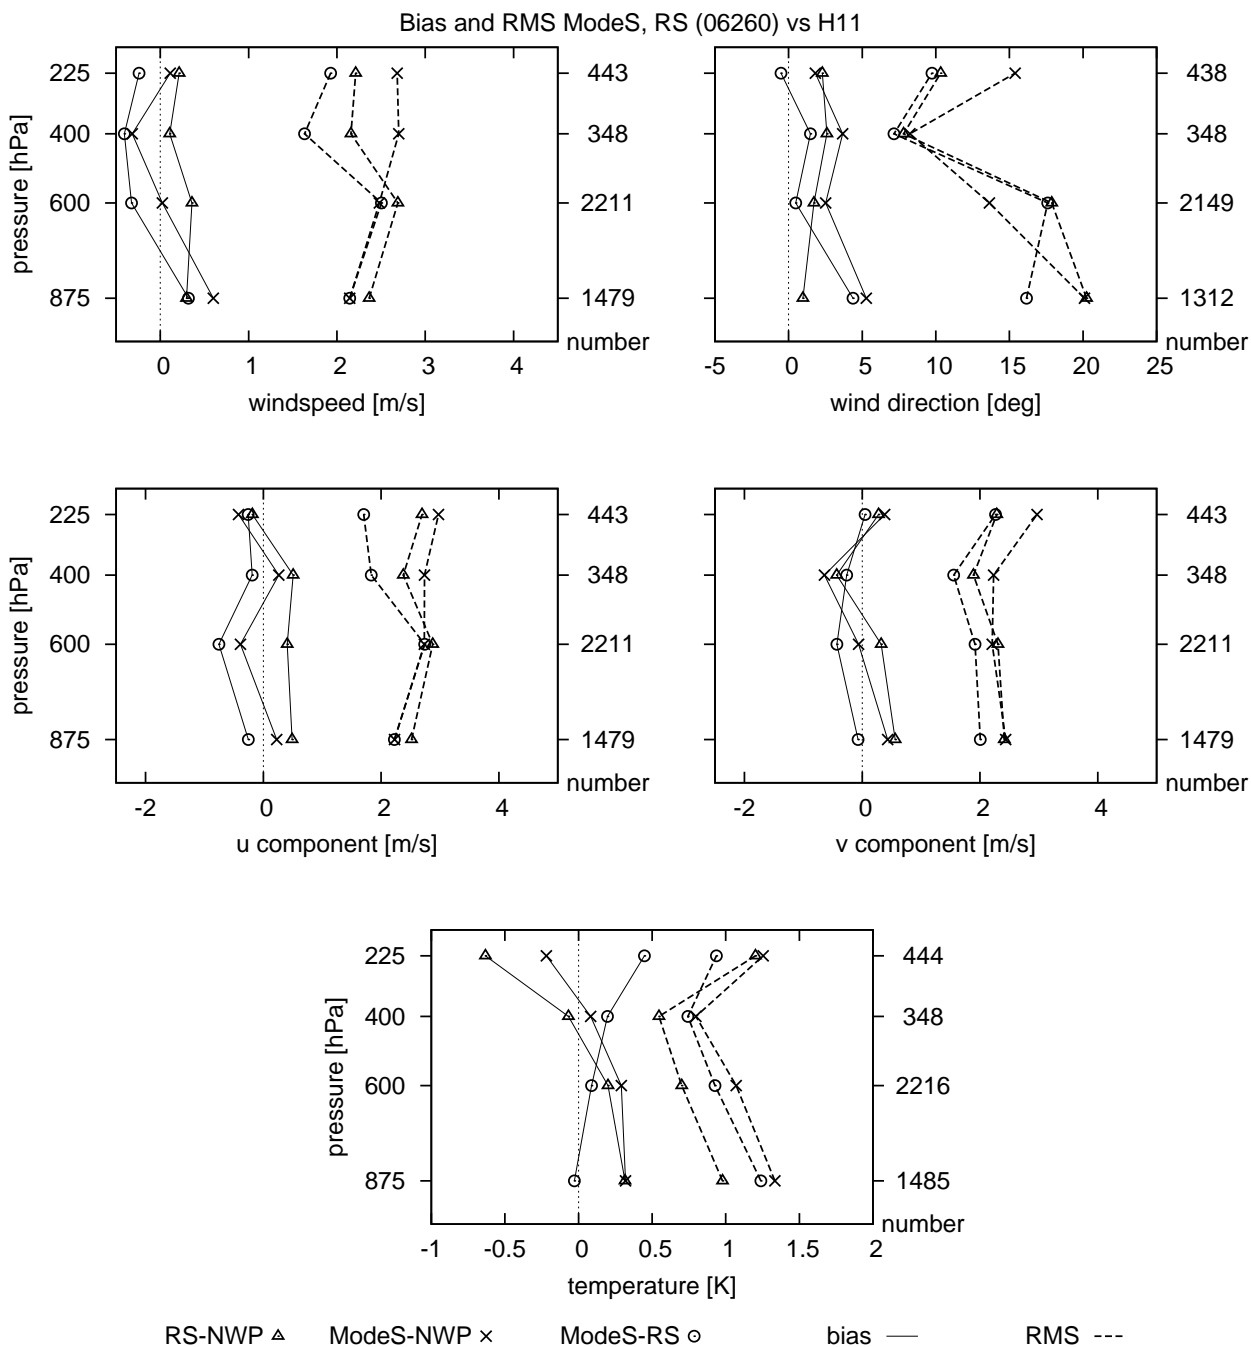 Bias and RMS ModeS, RS (06260) vs H11
pressure [hPa]
225
400
600
875
443
348
2211
1479
number
0 1 2 3 4
windspeed [m/s]
225
400
600
875
438
348
2149
1312
number
-5 0 5 10 15 20 25
wind direction [deg]
pressure [hPa]
225
400
600
875
443
348
2211
1479
number
-2 0 2 4
u component [m/s]
443
348
2211
1479
number
-2 0 2 4
v component [m/s]
pressure [hPa]
225
400
600
875
444
348
2216
1485
number
-1 -0.5 0 0.5 1 1.5 2
temperature [K]
RS-NWP ModeS-NWP ModeS-RS bias RMS